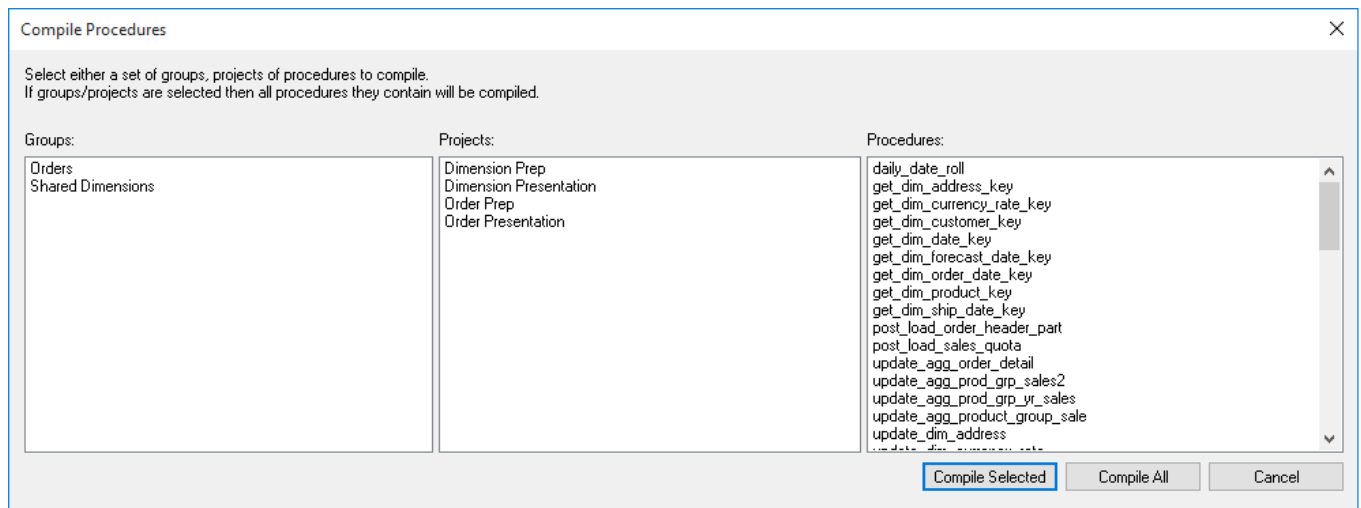 Compile Procedures
Select either a set of groups, projects of procedures to compile.
If groups/projects are selected then all procedures they contain will be compiled.
Groups:
Orders
Shared Dimensions
Projects:
Dimension Prep
Dimension Presentation
Order Prep
Order Presentation
Procedures:
daily_date_roll
get_dim_address_key
get_dim_currency_rate_key
get_dim_customer_key
get_dim_date_key
get_dim_forecast_date_key
get_dim_order_date_key
get_dim_product_key
get_dim_ship_date_key
post_load_order_header_part
post_load_sales_quota
update_agg_order_detail
update_agg_prod_grp_sales2
update_agg_prod_grp_yr_sales
update_agg_product_group_sale
update_dim_address
Compile Selected
Compile All
Cancel